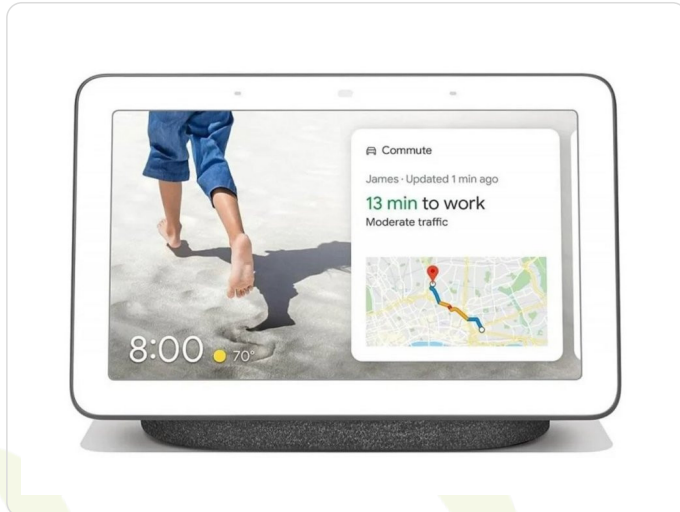 Commute
James · Updated 1 min ago
13 min to work
Moderate traffic
8:00 70°